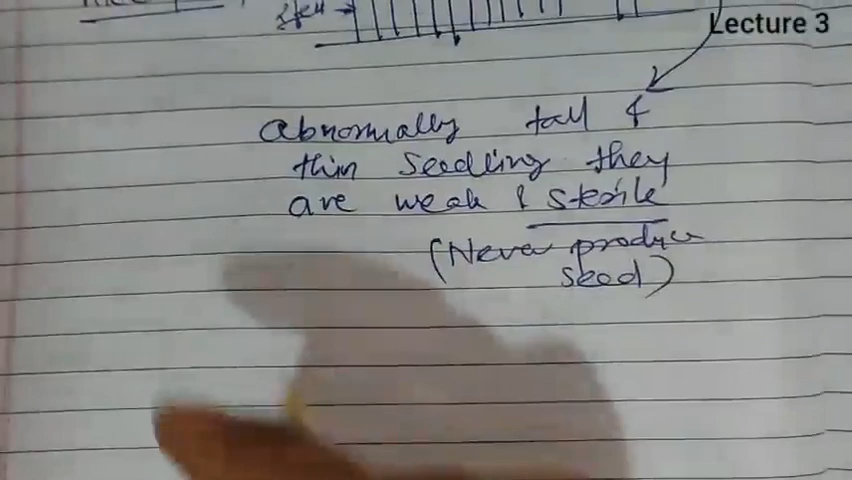 Lecture 3
abnormally tall &
thin seedling they
are weak & sterile
(Never produce
seed)